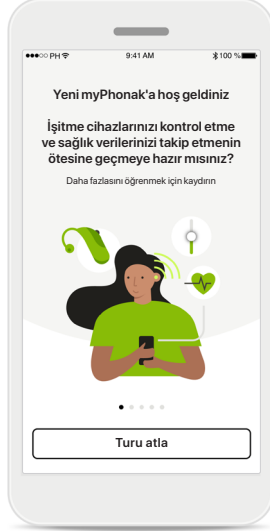 ●●●○○ PH 9:41 AM 100 %
Yeni myPhonak'a hoş geldiniz
İşitme cihazlarınızı kontrol etme
ve sağlık verilerinizi takip etmenin
ötesine geçmeye hazır mısınız?
Daha fazlasını öğrenmek için kaydırın
Turu atla